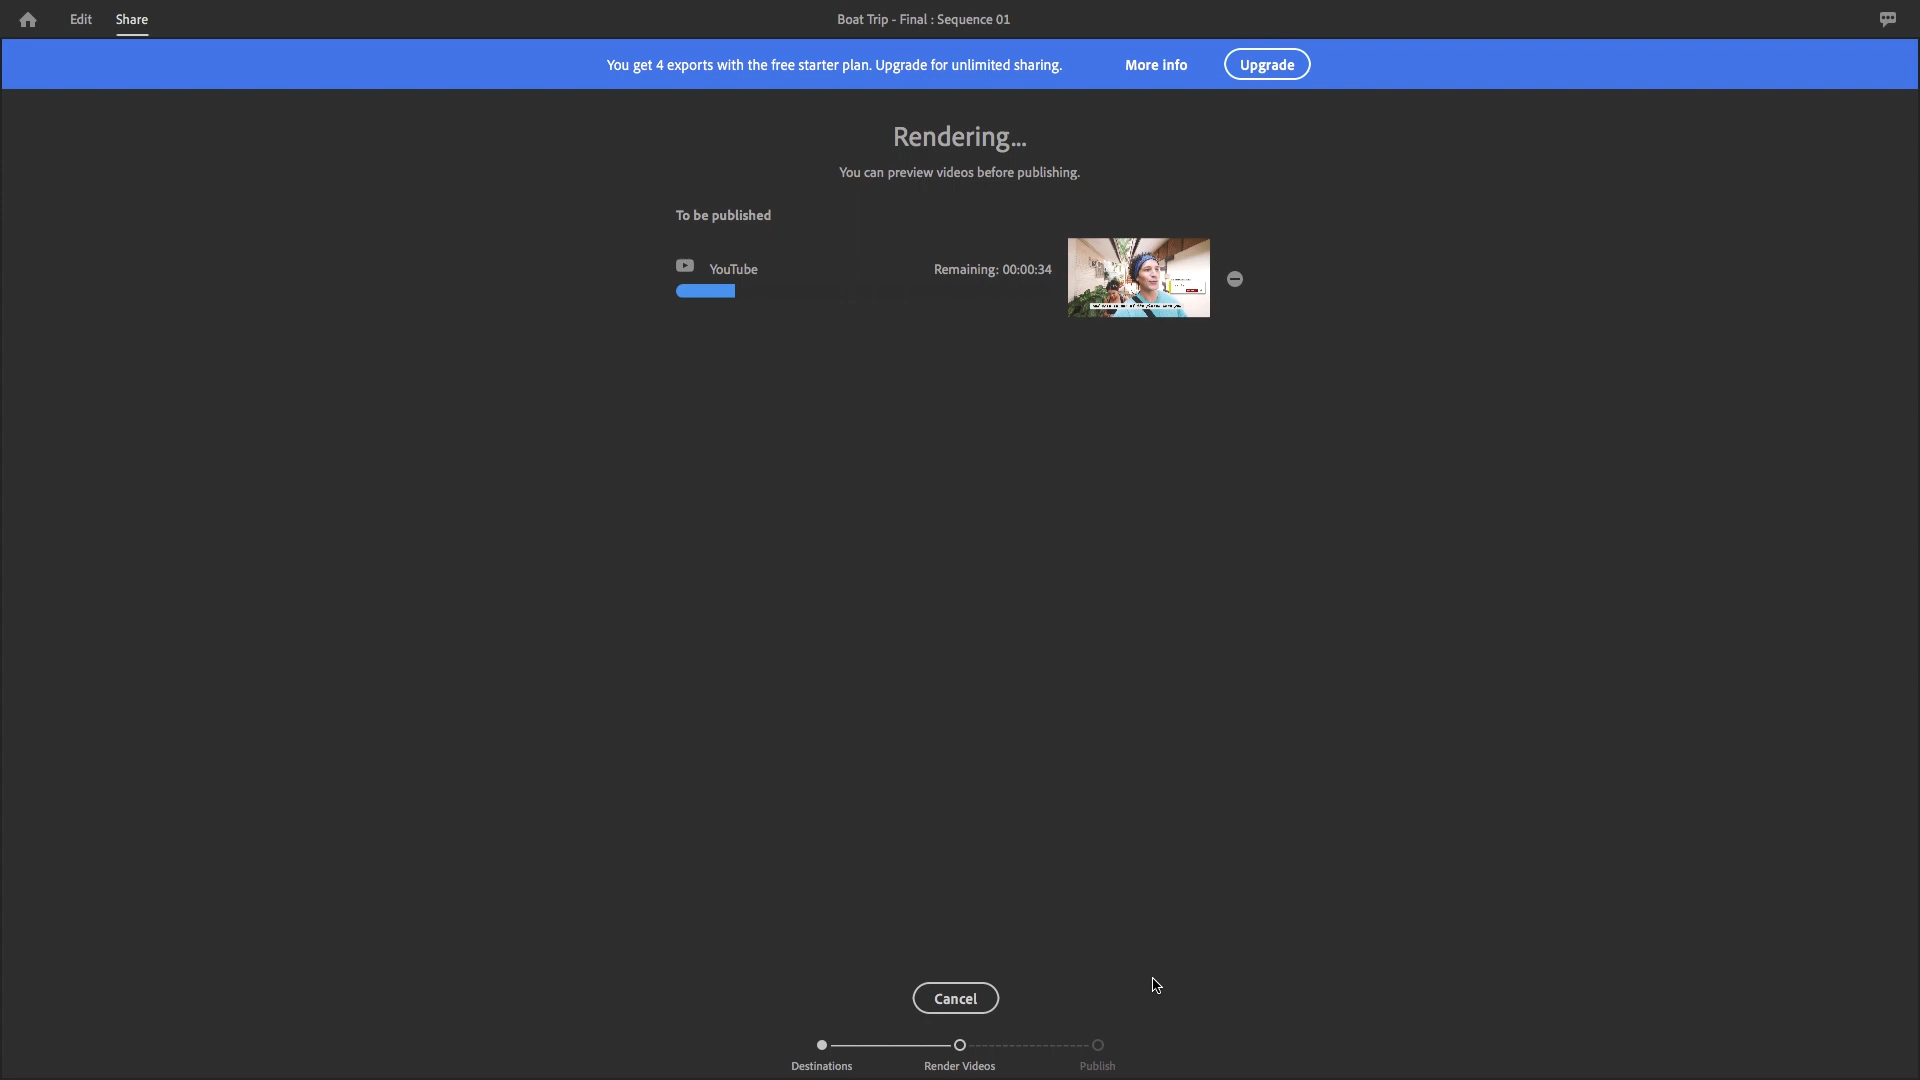 Edit
Share
Boat Trip - Final : Sequence 01
You get 4 exports with the free starter plan. Upgrade for unlimited sharing.
More info
Upgrade
Rendering...
You can preview videos before publishing.
To be published
YouTube
Remaining: 00:00:34
Cancel
Destinations
Render Videos
Publish